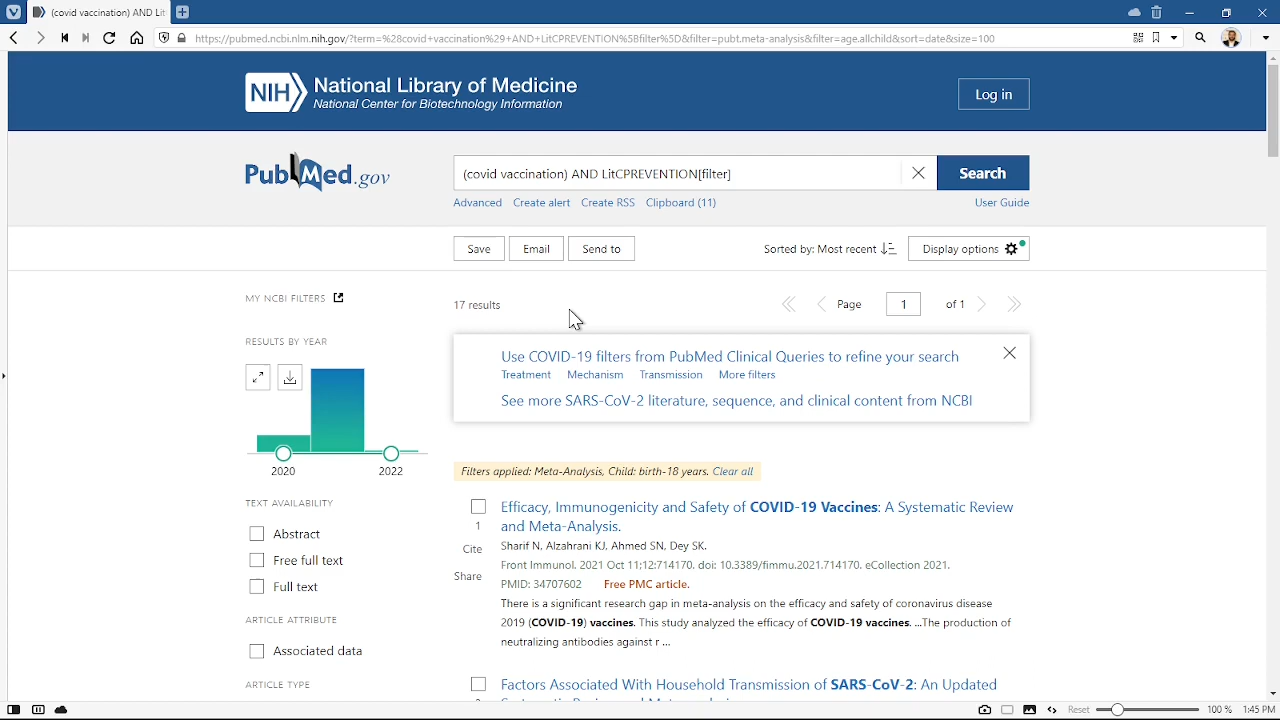 (covid vaccination) AND Lit
https://pubmed.ncbi.nlm.nih.gov/?term=%28covid+vaccination%29+AND+LitCPREVENTION%5Bfilter%5D&filter=pubt.meta-analysis&filter=age.allchild&sort=date&size=100
NIH National Library of Medicine
National Center for Biotechnology Information
Log in
PubMed.gov
(covid vaccination) AND LitCPREVENTION[filter]
Search
Advanced Create alert Create RSS Clipboard (11) User Guide
Save Email Send to Sorted by: Most recent Display options
MY NCBI FILTERS
17 results Page 1 of 1
RESULTS BY YEAR
Use COVID-19 filters from PubMed Clinical Queries to refine your search
Treatment Mechanism Transmission More filters
See more SARS-CoV-2 literature, sequence, and clinical content from NCBI
2020 2022
Filters applied: Meta-Analysis, Child: birth-18 years. Clear all
TEXT AVAILABILITY
Abstract
Free full text
Full text
ARTICLE ATTRIBUTE
Associated data
ARTICLE TYPE
1
Cite
Share
Efficacy, Immunogenicity and Safety of COVID-19 Vaccines: A Systematic Review
and Meta-Analysis.
Sharif N, Alzahrani KJ, Ahmed SN, Dey SK.
Front Immunol. 2021 Oct 11;12:714170. doi: 10.3389/fimmu.2021.714170. eCollection 2021.
PMID: 34707602 Free PMC article.
There is a significant research gap in meta-analysis on the efficacy and safety of coronavirus disease
2019 (COVID-19) vaccines. This study analyzed the efficacy of COVID-19 vaccines. ...The production of
neutralizing antibodies against r ...
Factors Associated With Household Transmission of SARS-CoV-2: An Updated
Reset 100 % 1:45 PM